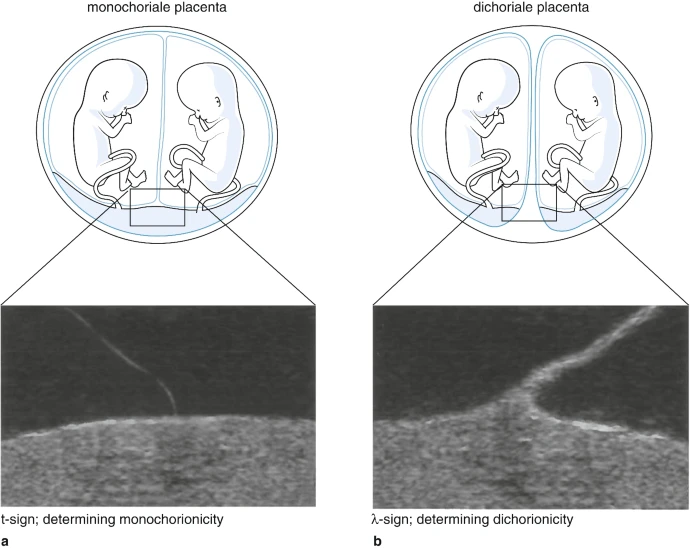 monochoriale placenta
dichoriale placenta
t-sign; determining monochorionicity
λ-sign; determining dichorionicity
a
b